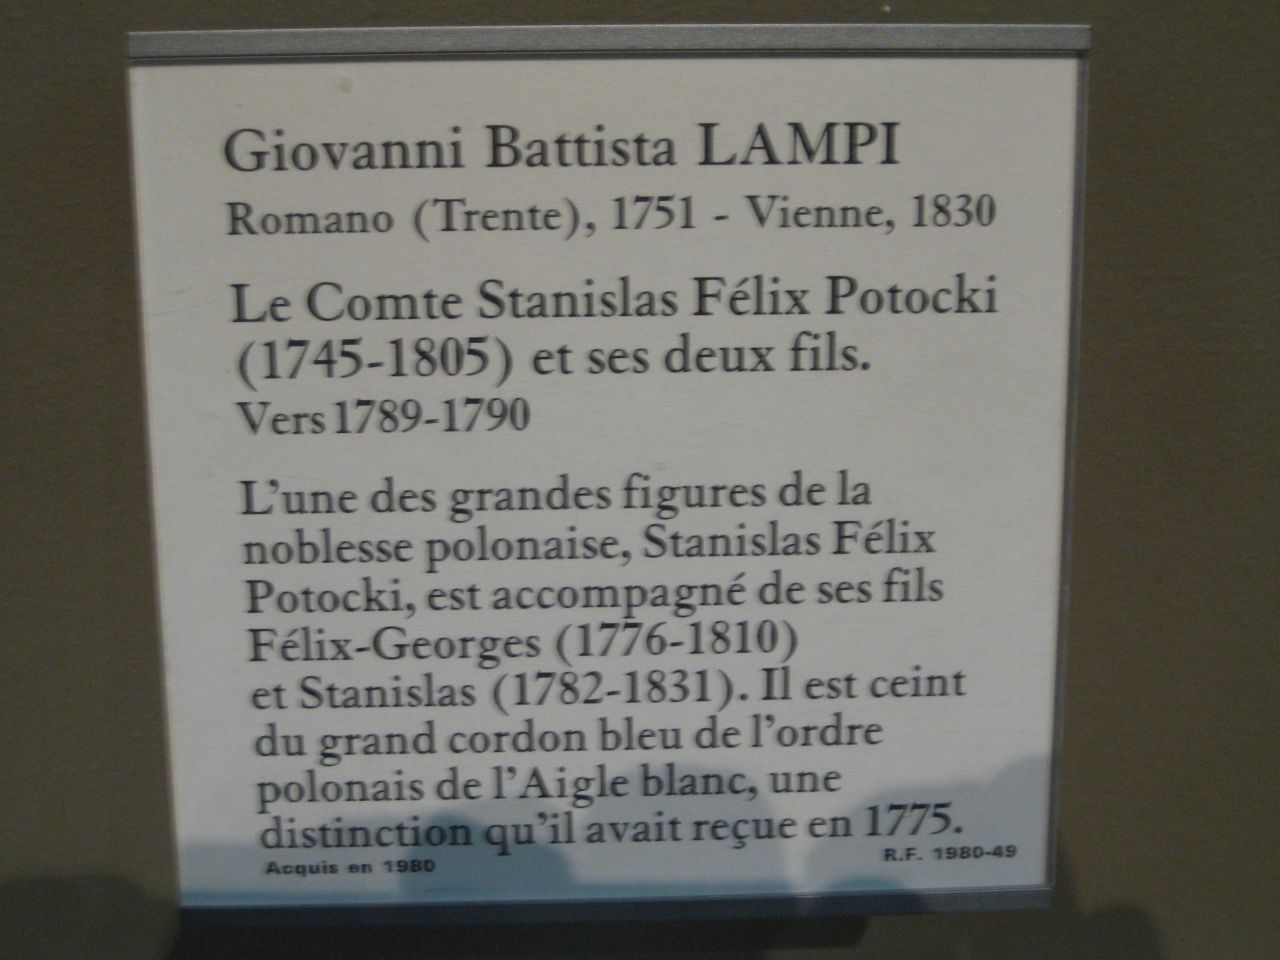 Giovanni Battista LAMPI
Romano (Trente), 1751 - Vienne, 1830
Le Comte Stanislas Félix Potocki
(1745-1805) et ses deux fils.
Vers 1789-1790
L'une des grandes figures de la
noblesse polonaise, Stanislas Félix
Potocki, est accompagné de ses fils
Félix-Georges (1776-1810)
et Stanislas (1782-1831). Il est ceint
du grand cordon bleu de l'ordre
polonais de l'Aigle blanc, une
distinction qu'il avait reçue en 1775.
Acquis en 1980
R.F. 1980-49